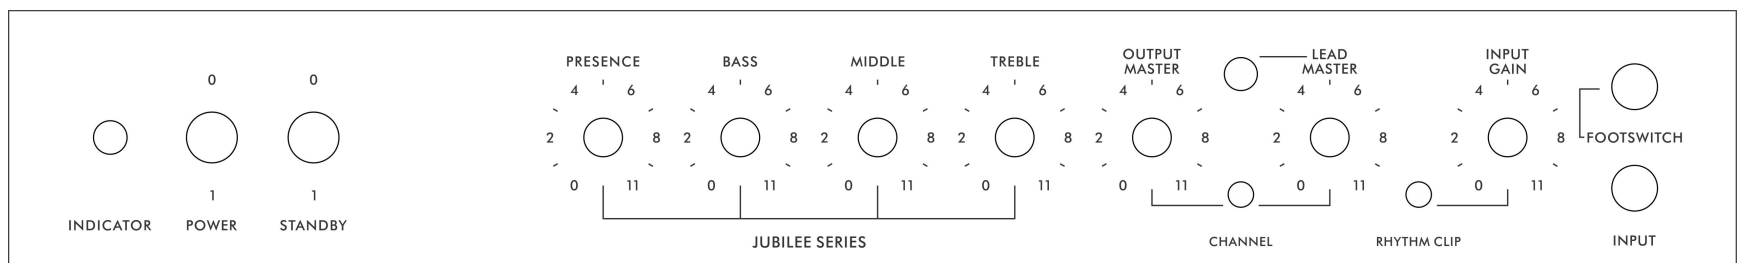 0
1
INDICATOR
POWER
0
1
STANDBY
PRESENCE
4 6
2 8
0 11
BASS
4 6
2 8
0 11
MIDDLE
4 6
2 8
0 11
TREBLE
4 6
2 8
0 11
JUBILEE SERIES
OUTPUT
MASTER
4 6
2 8
0 11
LEAD
MASTER
4 6
2 8
0 11
CHANNEL
RHYTHM CLIP
INPUT
GAIN
4 6
2 8
0 11
FOOTSWITCH
INPUT